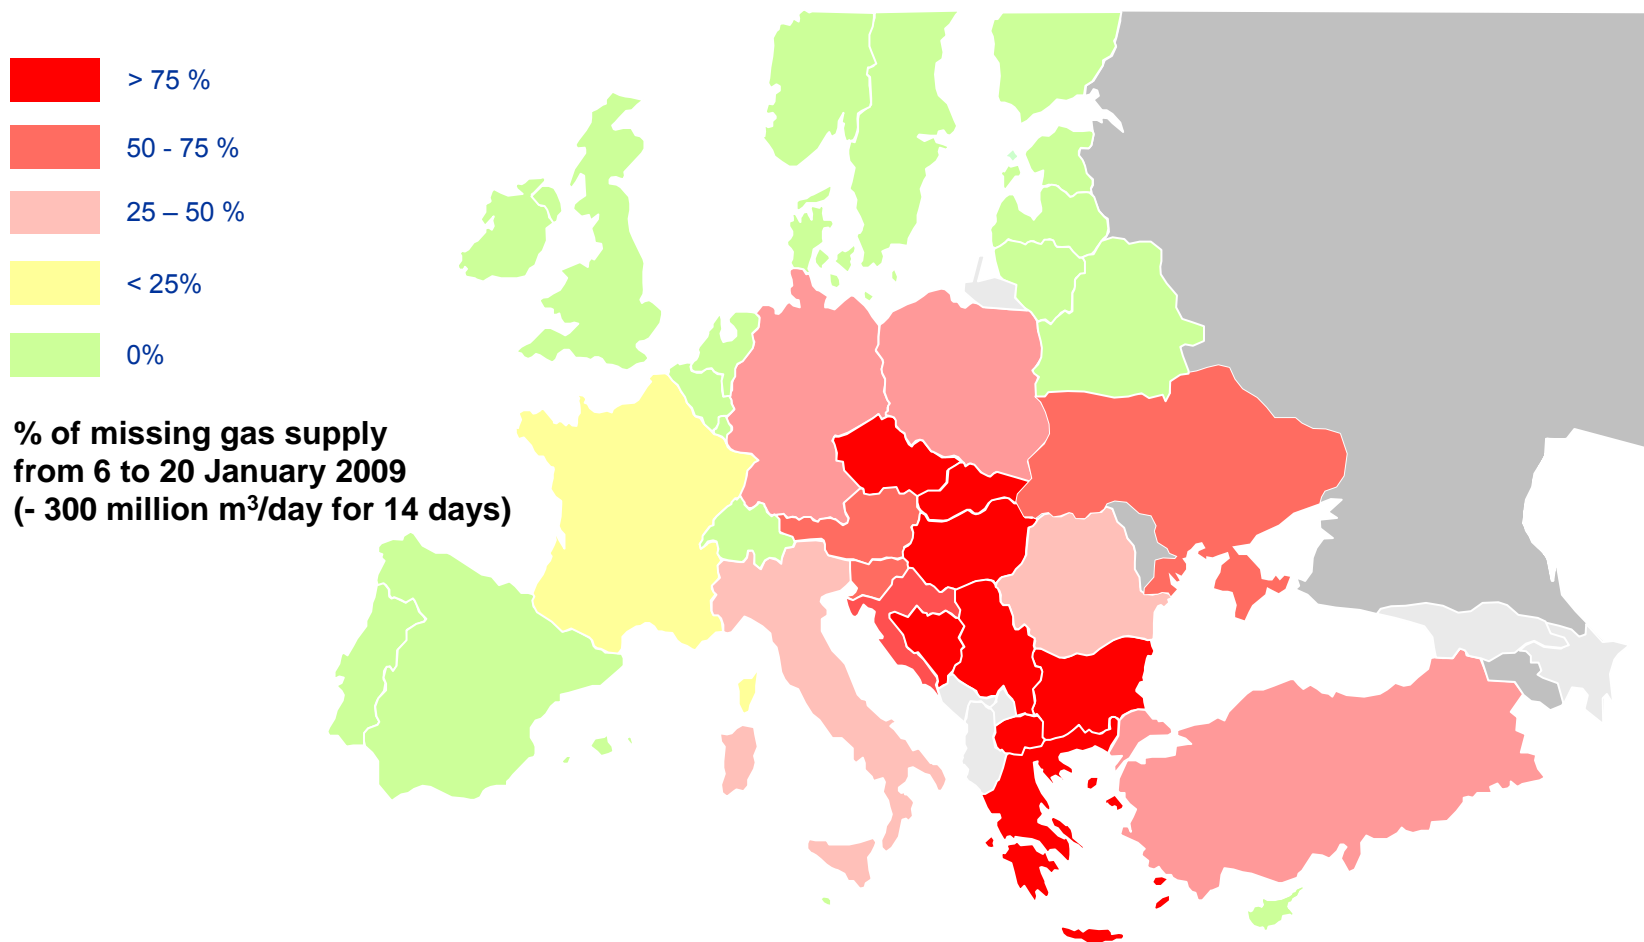 > 75 %
50 - 75 %
25 – 50 %
< 25%
0%
% of missing gas supply
from 6 to 20 January 2009
(- 300 million m³/day for 14 days)